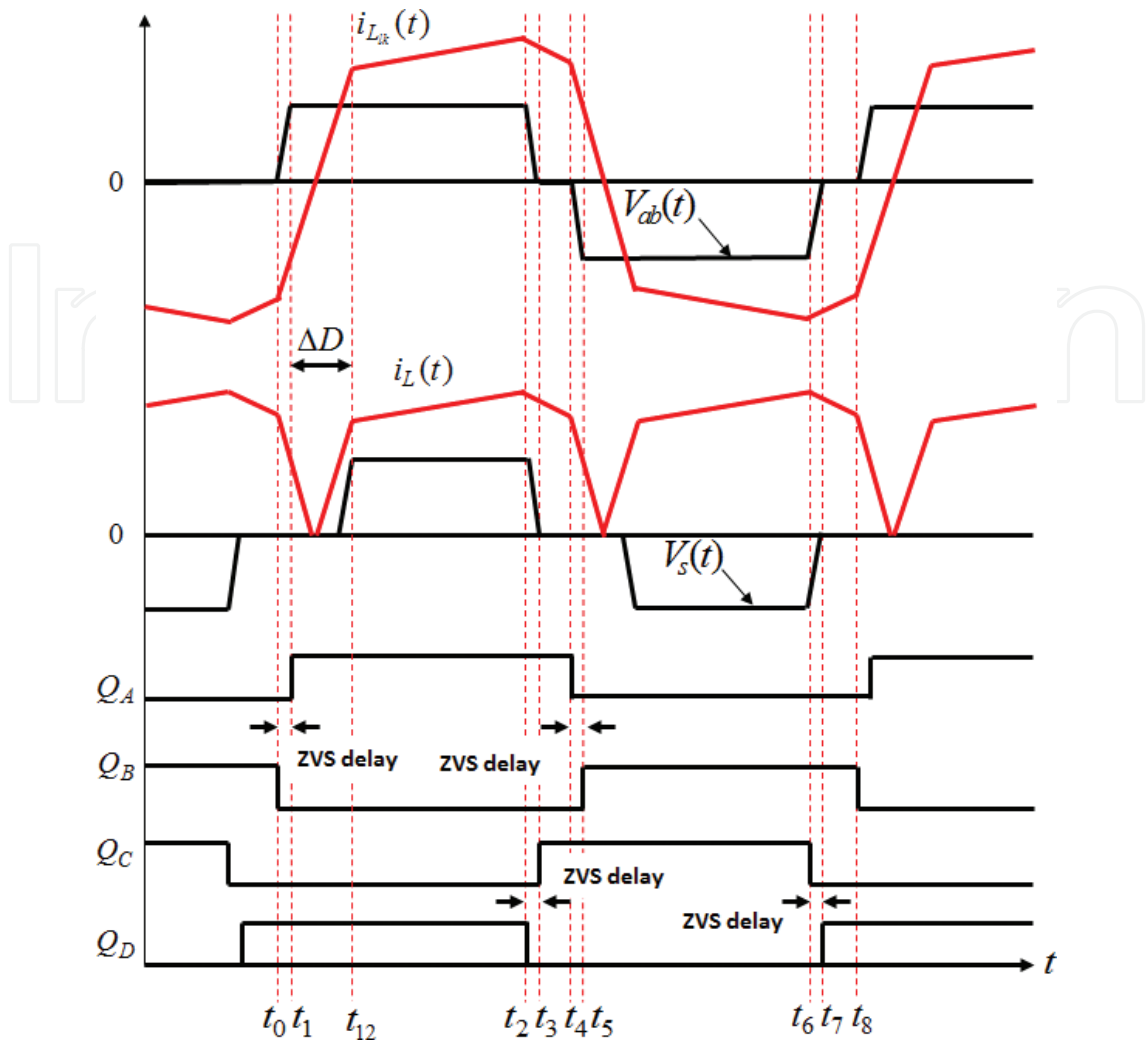 i_{L_{lk}}(t)
0
V_{ab}(t)
ΔD
i_L(t)
0
V_s(t)
Q_A
ZVS delay ZVS delay
Q_B
Q_C
ZVS delay
ZVS delay
Q_D
t
t_0 t_1 t_{12} t_2 t_3 t_4 t_5 t_6 t_7 t_8